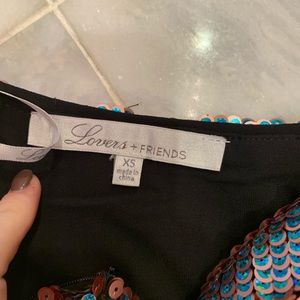 Lovers + FRIENDS
XS
made in
china